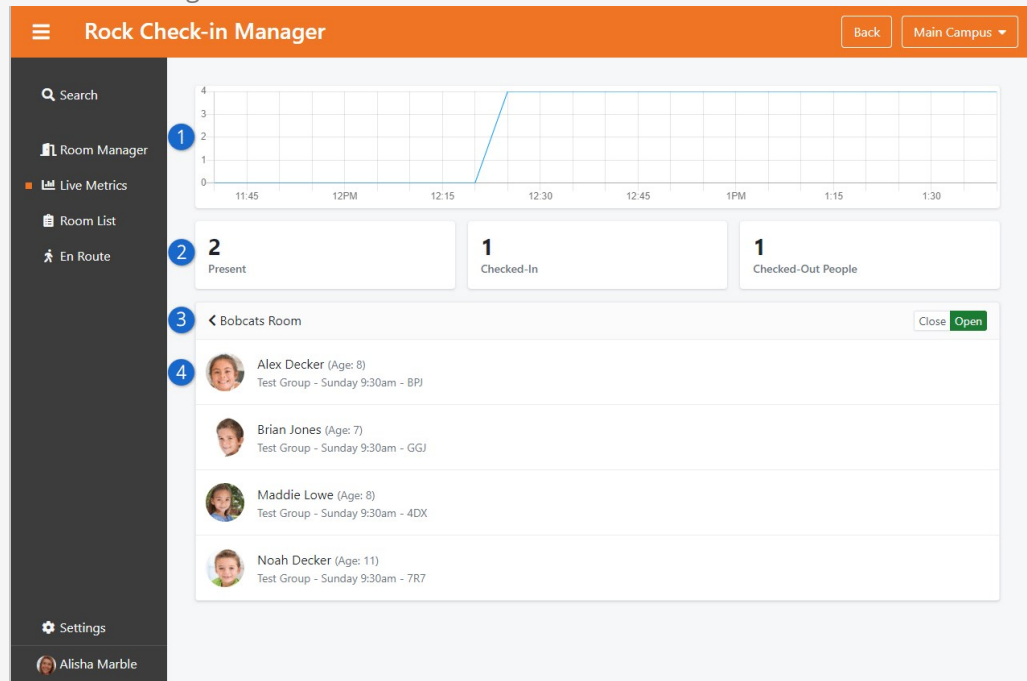 Rock Check-in Manager
Back
Main Campus
Search
Room Manager
Live Metrics
Room List
En Route
Settings
Alisha Marble
1
4
3
2
1
0
11:45 12PM 12:15 12:30 12:45 1PM 1:15 1:30
2
2
Present
1
Checked-In
1
Checked-Out People
3
Bobcats Room
Close Open
4
Alex Decker (Age: 8)
Test Group - Sunday 9:30am - BPJ
Brian Jones (Age: 7)
Test Group - Sunday 9:30am - GGJ
Maddie Lowe (Age: 8)
Test Group - Sunday 9:30am - 4DX
Noah Decker (Age: 11)
Test Group - Sunday 9:30am - 7R7